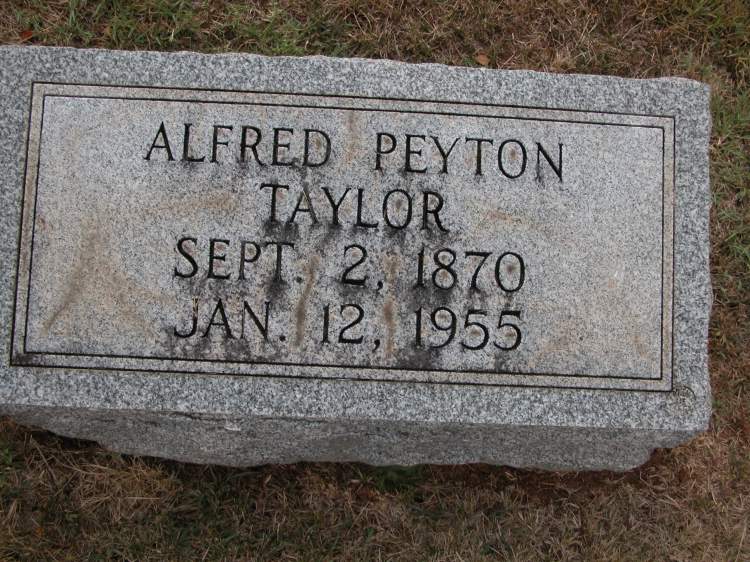 ALFRED PEYTON
TAYLOR
SEPT. 2, 1870
JAN. 12, 1955